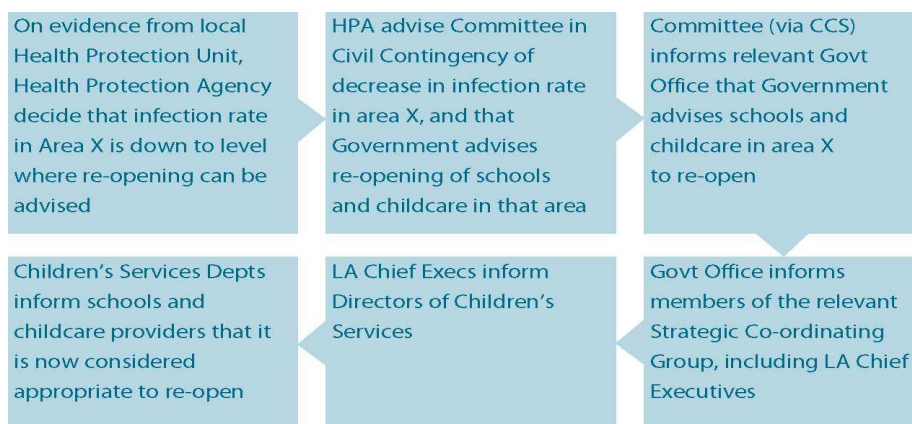 On evidence from local
Health Protection Unit,
Health Protection Agency
decide that infection rate
in Area X is down to level
where re-opening can be
advised
HPA advise Committee in
Civil Contingency of
decrease in infection rate
in area X, and that
Government advises
re-opening of schools
and childcare in that area
Committee (via CCS)
informs relevant Govt
Office that Government
advises schools and
childcare in area X
to re-open
Govt Office informs
members of the relevant
Strategic Co-ordinating
Group, including LA Chief
Executives
LA Chief Execs inform
Directors of Children’s
Services
Children’s Services Depts
inform schools and
childcare providers that it
is now considered
appropriate to re-open